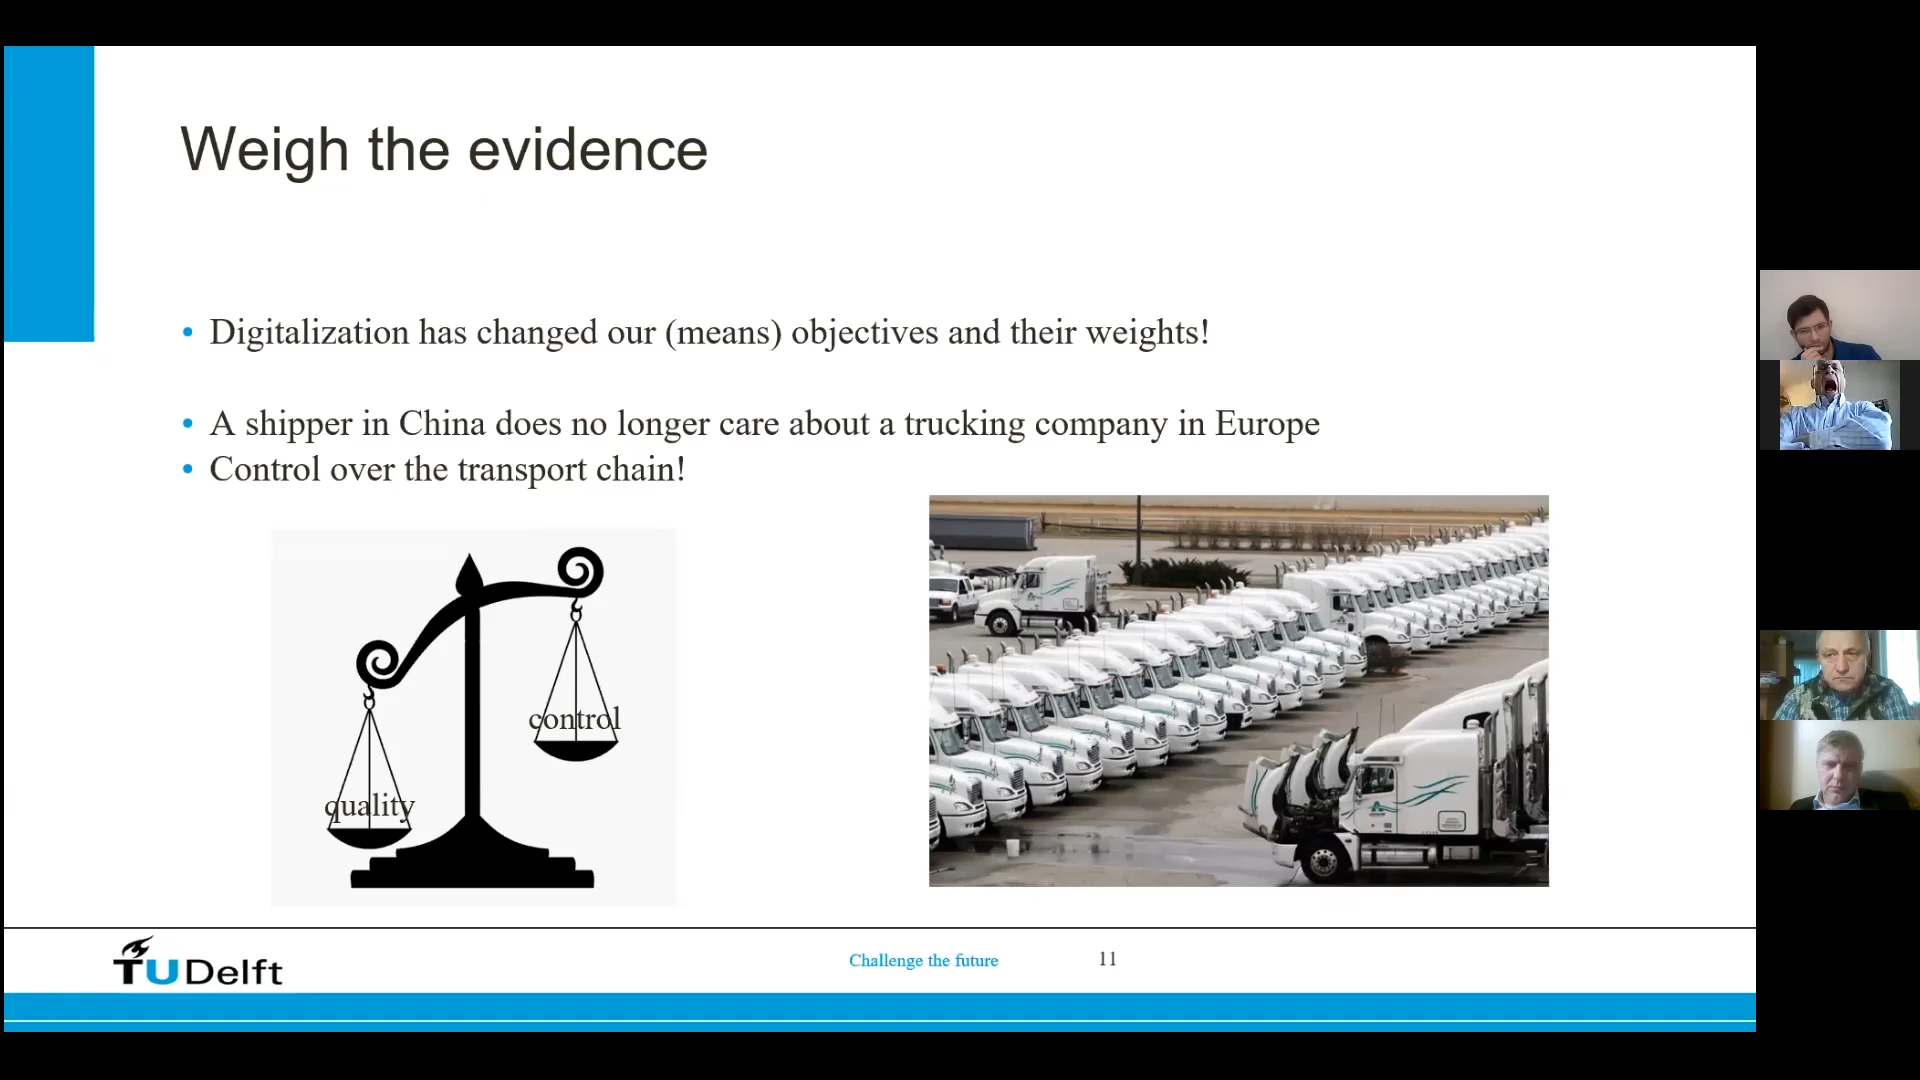 Weigh the evidence
• Digitalization has changed our (means) objectives and their weights!
• A shipper in China does no longer care about a trucking company in Europe
• Control over the transport chain!
control
quality
TUDelft
Challenge the future
11